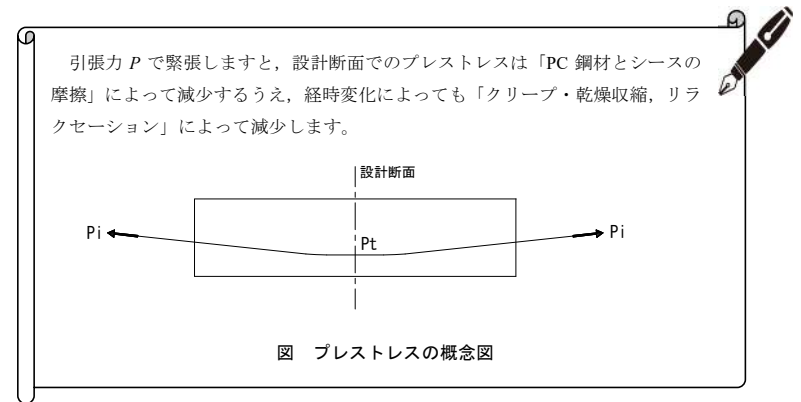 引張力 P で緊張しますと，設計断面でのプレストレスは「PC 鋼材とシースの
摩擦」によって減少するうえ，経時変化によっても「クリープ・乾燥収縮，リラ
クセーション」によって減少します。
設計断面
Pi
Pt
Pi
図　プレストレスの概念図